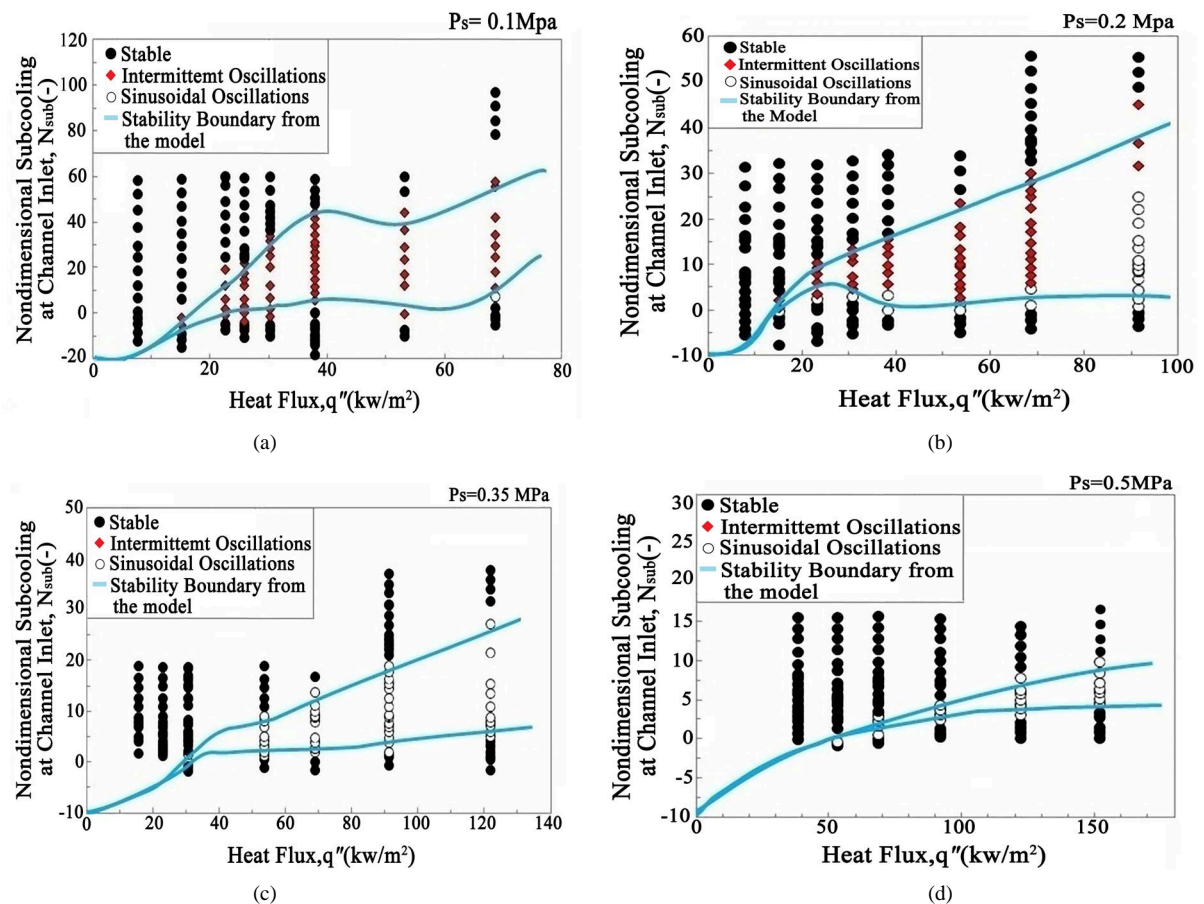 Ps= 0.1Mpa
120
100
80
60
40
20
0
-20
Nondimensional Subcooling
at Channel Inlet, Nsub(-)
Stable
Intermittemt Oscillations
Sinusoidal Oscillations
Stability Boundary from
the model
0 20 40 60 80
Heat Flux,q″(kw/m²)
(a)
Ps=0.2 Mpa
60
50
40
30
20
10
0
-10
Nondimensional Subcooling
at Channel Inlet, Nsub(-)
Stable
Intermittent Oscillations
Sinusoidal Oscillations
Stability Boundary from
the Model
0 20 40 60 80 100
Heat Flux,q″(kw/m²)
(b)
Ps=0.35 MPa
50
40
30
20
10
0
-10
Nondimensional Subcooling
at Channel Inlet, Nsub(-)
Stable
Intermittemt Oscillations
Sinusoidal Oscillations
Stability Boundary from
the model
0 20 40 60 80 100 120 140
Heat Flux,q″(kw/m²)
(c)
Ps=0.5MPa
30
25
20
15
10
5
0
-5
-10
Nondimensional Subcooling
at Channel Inlet, Nsub(-)
Stable
Intermittemt Oscillations
Sinusoidal Oscillations
Stability Boundary from
the model
0 50 100 150
Heat Flux,q″(kw/m²)
(d)